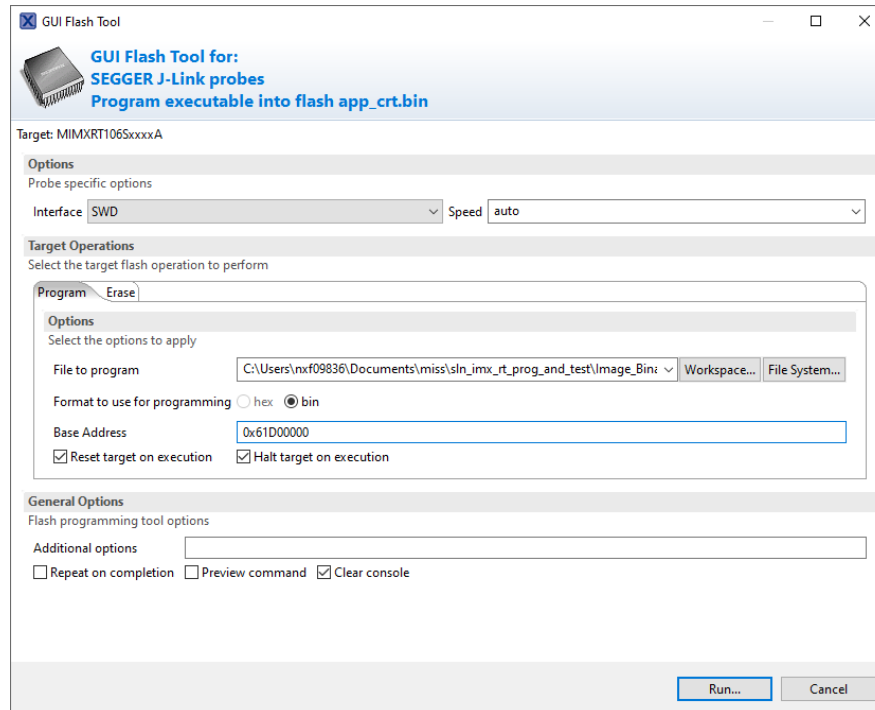 GUI Flash Tool
GUI Flash Tool for:
SEGGER J-Link probes
Program executable into flash app_crt.bin
Target: MIMXRT106SxxxxA
Options
Probe specific options
Interface SWD Speed auto
Target Operations
Select the target flash operation to perform
Program Erase
Options
Select the options to apply
File to program C:\Users\nxf09836\Documents\miss\sln_imx_rt_prog_and_test\Image_Bina Workspace... File System...
Format to use for programming hex bin
Base Address 0x61D00000
Reset target on execution Halt target on execution
General Options
Flash programming tool options
Additional options
Repeat on completion Preview command Clear console
Run... Cancel